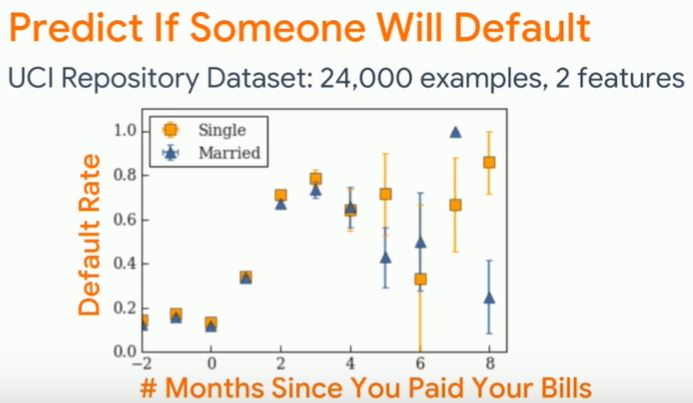 Predict If Someone Will Default
UCI Repository Dataset: 24,000 examples, 2 features
Single
Married
Default Rate
1.0
0.8
0.6
0.4
0.2
0.0
−2
0
2
4
6
8
# Months Since You Paid Your Bills